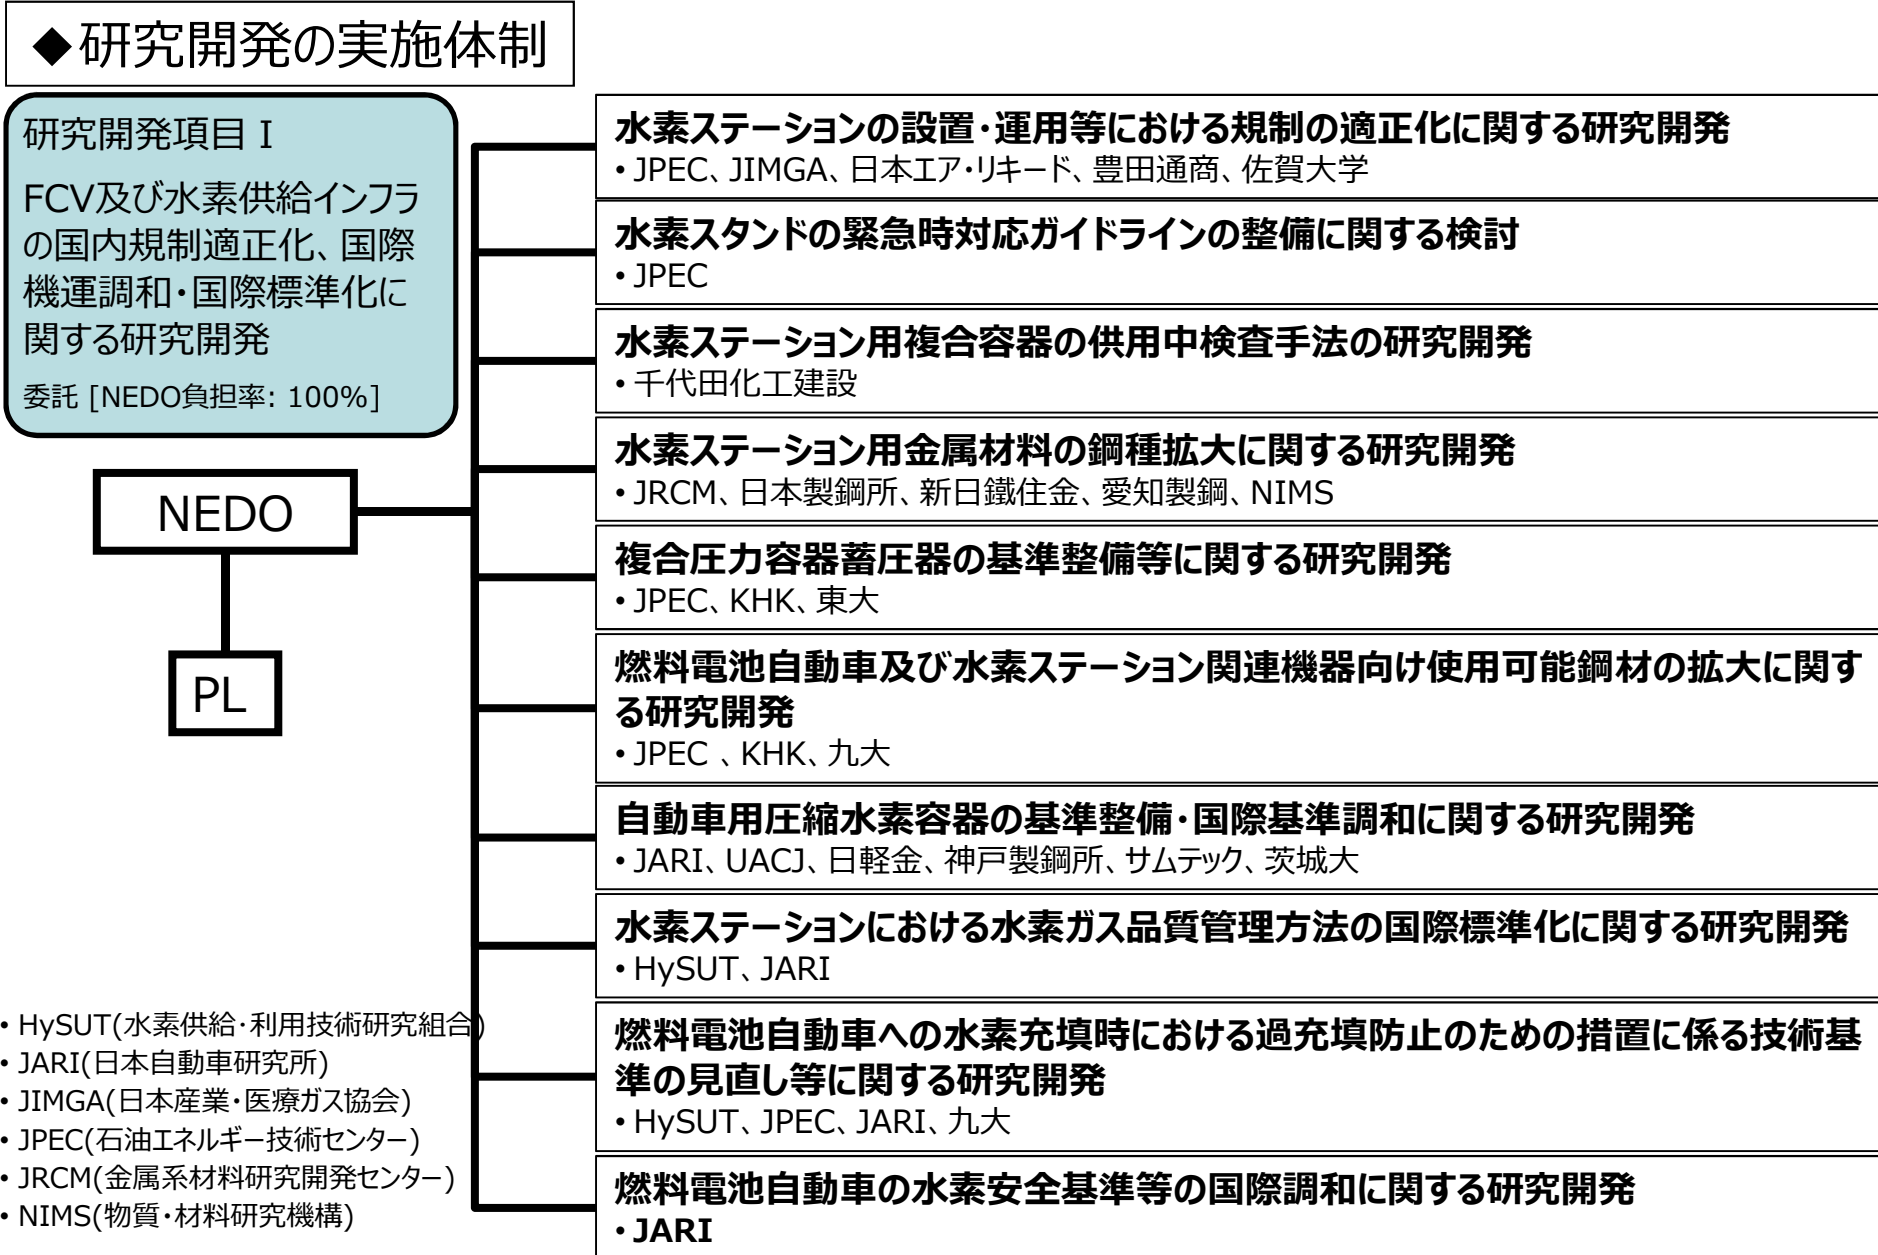 ◆研究開発の実施体制
研究開発項目 I
FCV及び水素供給インフラ
の国内規制適正化、国際
機運調和・国際標準化に
関する研究開発
委託 [NEDO負担率: 100%]
NEDO
PL
水素ステーションの設置・運用等における規制の適正化に関する研究開発
• JPEC、JIMGA、日本エア・リキード、豊田通商、佐賀大学
水素スタンドの緊急時対応ガイドラインの整備に関する検討
• JPEC
水素ステーション用複合容器の供用中検査手法の研究開発
• 千代田化工建設
水素ステーション用金属材料の鋼種拡大に関する研究開発
• JRCM、日本製鋼所、新日鐵住金、愛知製鋼、NIMS
複合圧力容器蓄圧器の基準整備等に関する研究開発
• JPEC、KHK、東大
燃料電池自動車及び水素ステーション関連機器向け使用可能鋼材の拡大に関す
る研究開発
• JPEC 、KHK、九大
自動車用圧縮水素容器の基準整備・国際基準調和に関する研究開発
• JARI、UACJ、日軽金、神戸製鋼所、サムテック、茨城大
水素ステーションにおける水素ガス品質管理方法の国際標準化に関する研究開発
• HySUT、JARI
燃料電池自動車への水素充填時における過充填防止のための措置に係る技術基
準の見直し等に関する研究開発
• HySUT、JPEC、JARI、九大
燃料電池自動車の水素安全基準等の国際調和に関する研究開発
• JARI
• HySUT(水素供給・利用技術研究組合)
• JARI(日本自動車研究所)
• JIMGA(日本産業・医療ガス協会)
• JPEC(石油エネルギー技術センター)
• JRCM(金属系材料研究開発センター)
• NIMS(物質・材料研究機構)